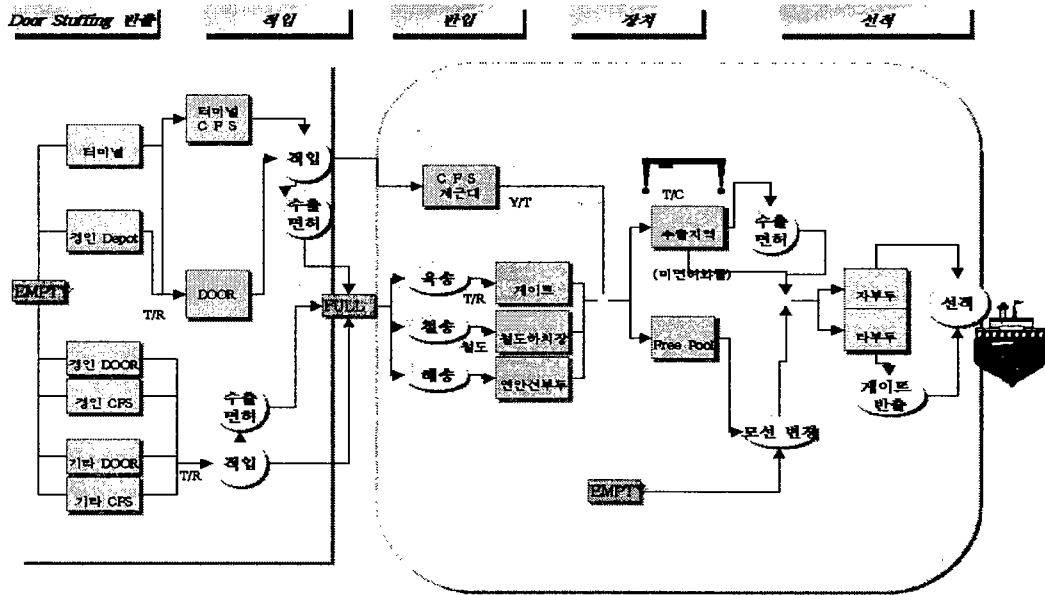 Door Stuffing 반출
적입
반입
장치
선적
터미널
C F S
터미널
적입
C F S
T/C
Y/T
수출
면허
수출지역
수출
면허
경인 Depot
(미면허화물)
육송
자부두
EMPTY
DOOR
T/R
게이트
선적
FULL
T/R
철송
철도하치장
타부두
철도
Free Pool
경인 DOOR
해송
연안선부두
게이트
반출
경인 CFS
수출
면허
모선 변경
기타 DOOR
적입
T/R
기타 CFS
EMPTY